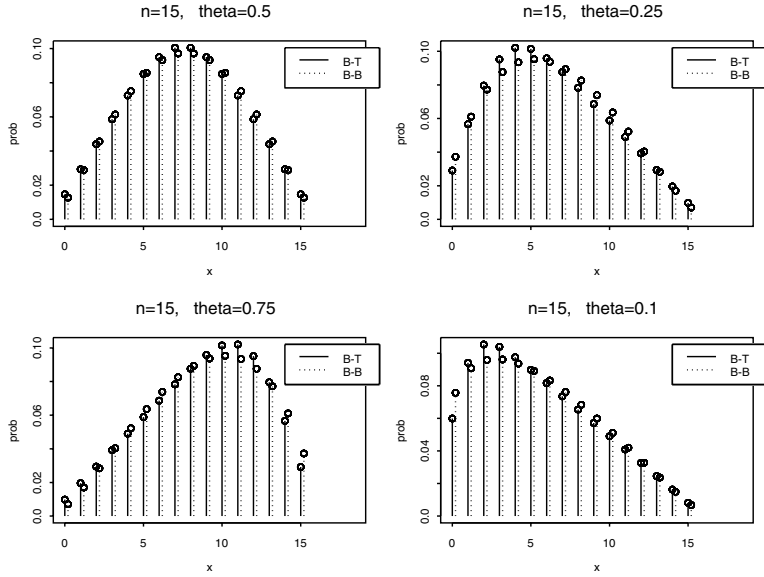 n=15, theta=0.5
prob
0.0 0.02 0.06 0.10
B-T
B-B
0 5 10 15
x
n=15, theta=0.25
prob
0.0 0.02 0.06 0.10
B-T
B-B
0 5 10 15
x
n=15, theta=0.75
prob
0.0 0.02 0.06 0.10
B-T
B-B
0 5 10 15
x
n=15, theta=0.1
prob
0.0 0.04 0.08
B-T
B-B
0 5 10 15
x